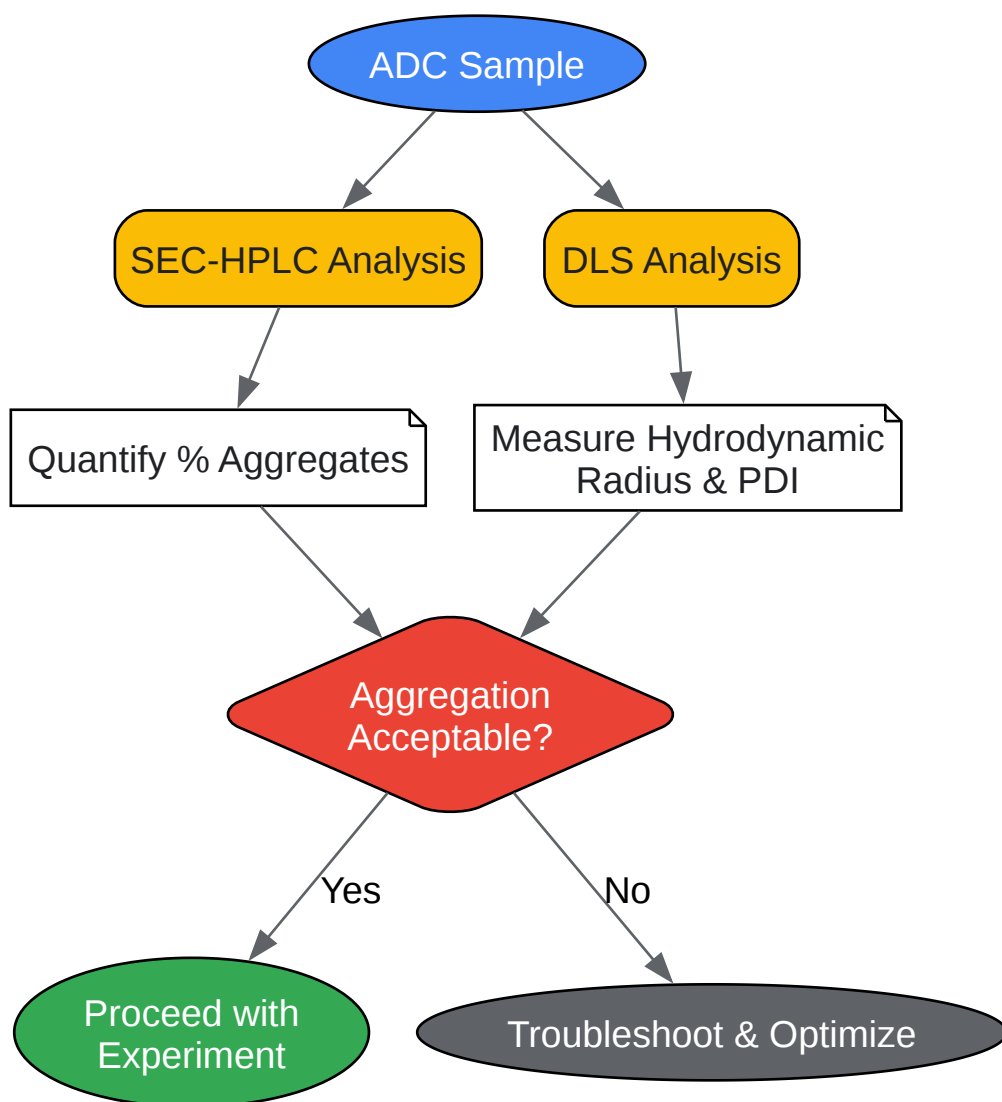 ADC Sample
SEC-HPLC Analysis
DLS Analysis
Quantify % Aggregates
Measure Hydrodynamic
Radius & PDI
Aggregation
Acceptable?
Yes
No
Proceed with
Experiment
Troubleshoot & Optimize